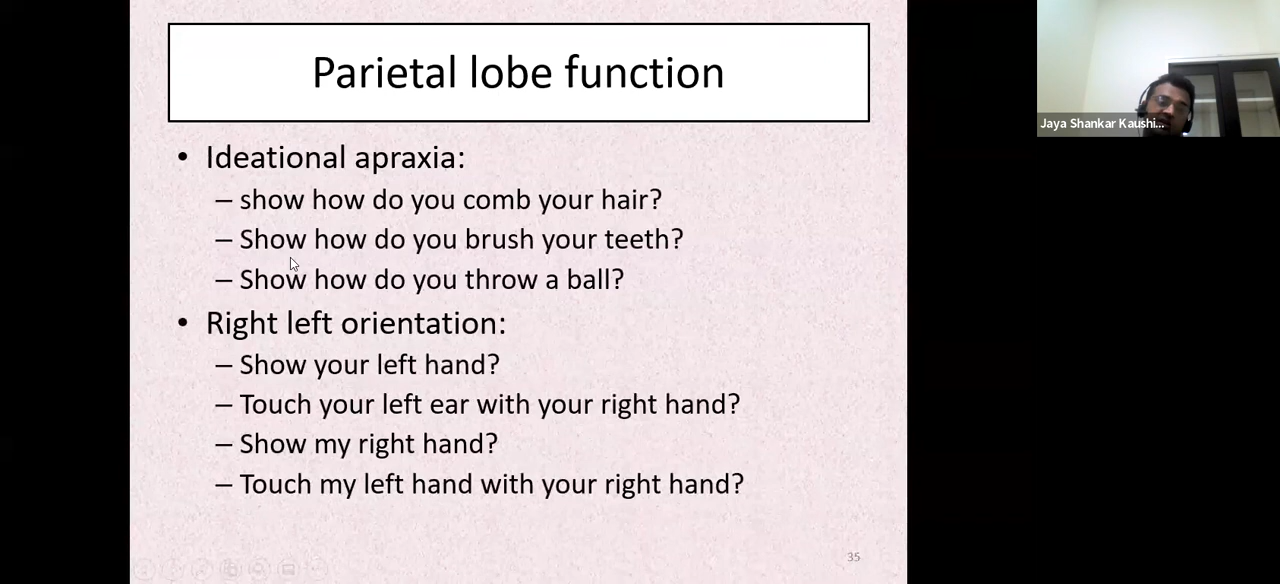 Parietal lobe function
• Ideational apraxia:
– show how do you comb your hair?
– Show how do you brush your teeth?
– Show how do you throw a ball?
• Right left orientation:
– Show your left hand?
– Touch your left ear with your right hand?
– Show my right hand?
– Touch my left hand with your right hand?
35
Jaya Shankar Kaushi...